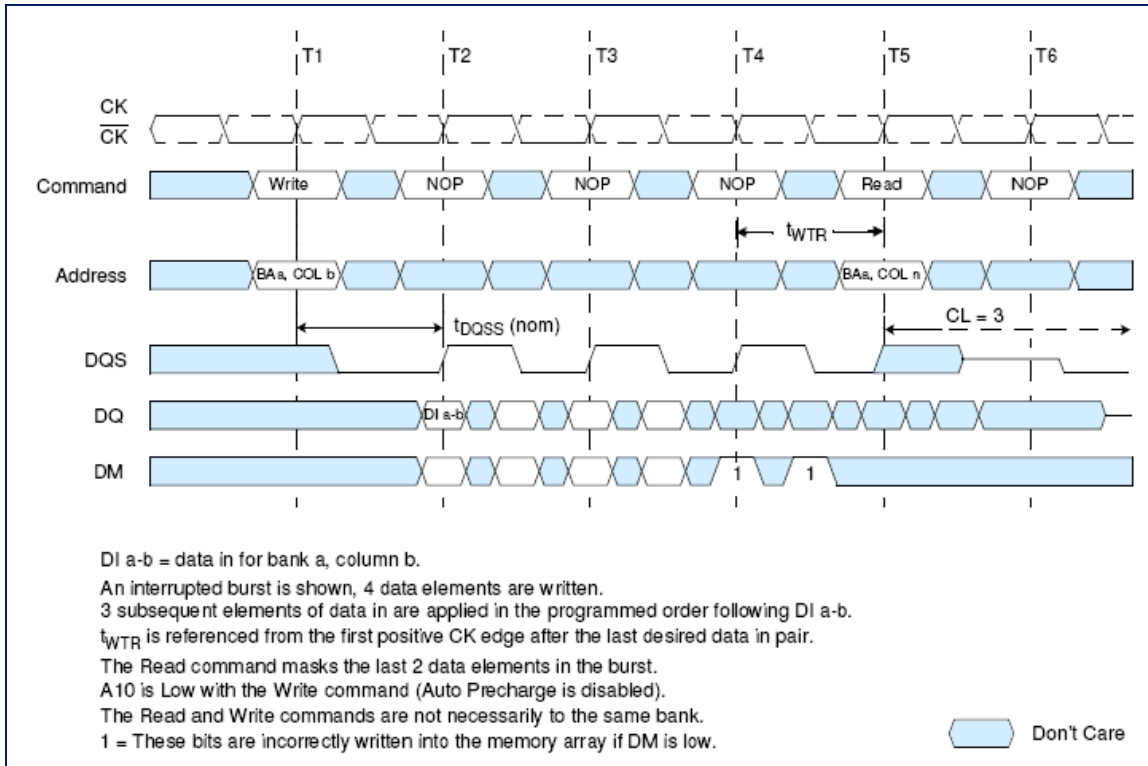 T1 T2 T3 T4 T5 T6
CK
CK
Command Write NOP NOP NOP Read NOP
tWTR
Address BAa, COL b BAa, COL n
tDQSS (nom) CL = 3
DQS
DQ DI a-b
DM 1 1
DI a-b = data in for bank a, column b.
An interrupted burst is shown, 4 data elements are written.
3 subsequent elements of data in are applied in the programmed order following DI a-b.
tWTR is referenced from the first positive CK edge after the last desired data in pair.
The Read command masks the last 2 data elements in the burst.
A10 is Low with the Write command (Auto Precharge is disabled).
The Read and Write commands are not necessarily to the same bank.
1 = These bits are incorrectly written into the memory array if DM is low.
Don't Care